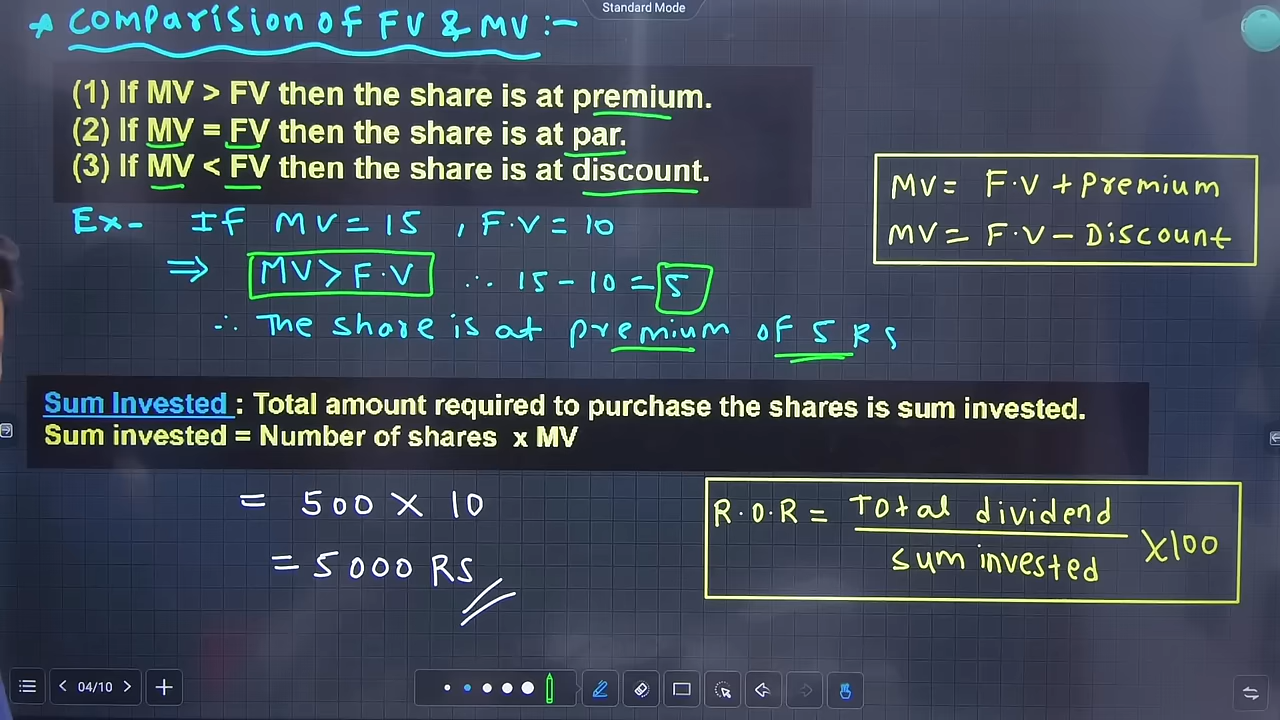 Standard Mode
* Comparision of FV & MV :-
(1) If MV > FV then the share is at premium.
(2) If MV = FV then the share is at par.
(3) If MV < FV then the share is at discount.
MV = F.V + Premium
MV = F.V - Discount
Ex- If MV = 15 , F.V = 10
⇒ MV > F.V ∴ 15 - 10 = 5
∴ The share is at premium of 5 Rs
Sum Invested : Total amount required to purchase the shares is sum invested.
Sum invested = Number of shares x MV
= 500 X 10
= 5000 RS
R.O.R = Total dividend / sum invested X100
04/10